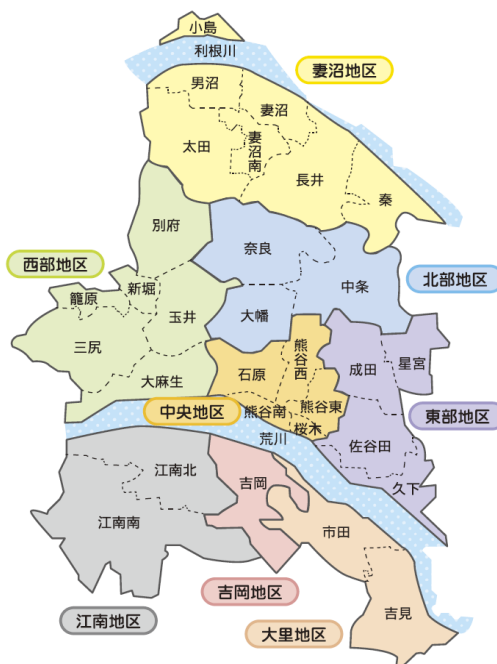 小島
利根川
妻沼地区
男沼
妻沼
太田
妻沼南
長井
秦
別府
奈良
西部地区
北部地区
籠原
新堀
中条
玉井
大幡
三尻
熊谷西
石原
成田
星宮
大麻生
熊谷東
中央地区
熊谷南
桜木
東部地区
荒川
佐谷田
江南北
吉岡
久下
江南南
市田
吉岡地区
江南地区
吉見
大里地区